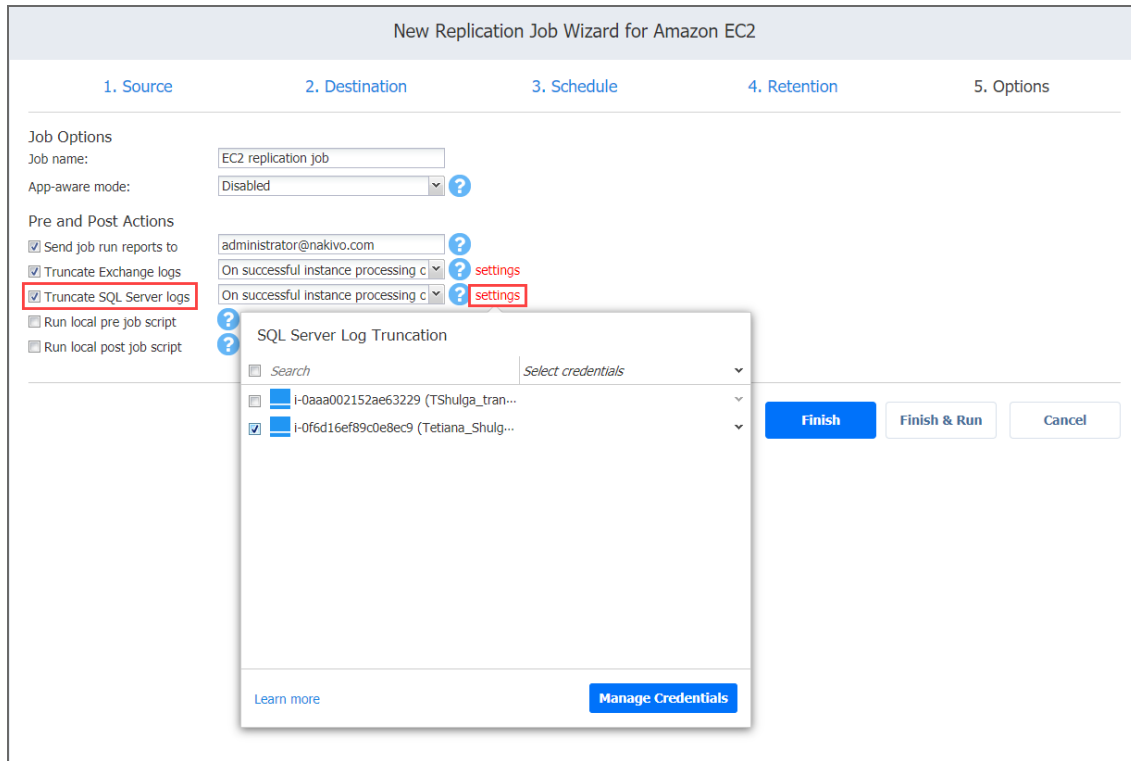 New Replication Job Wizard for Amazon EC2
1. Source 2. Destination 3. Schedule 4. Retention 5. Options
Job Options
Job name: EC2 replication job
App-aware mode: Disabled ?
Pre and Post Actions
Send job run reports to administrator@nakivo.com ?
Truncate Exchange logs On successful instance processing c ? settings
Truncate SQL Server logs On successful instance processing c ? settings
Run local pre job script ?
Run local post job script ?
SQL Server Log Truncation
Search Select credentials
i-0aaa002152ae63229 (TShulga_tran...
i-0f6d16ef89c0e8ec9 (Tetiana_Shulg...
Finish Finish & Run Cancel
Learn more Manage Credentials